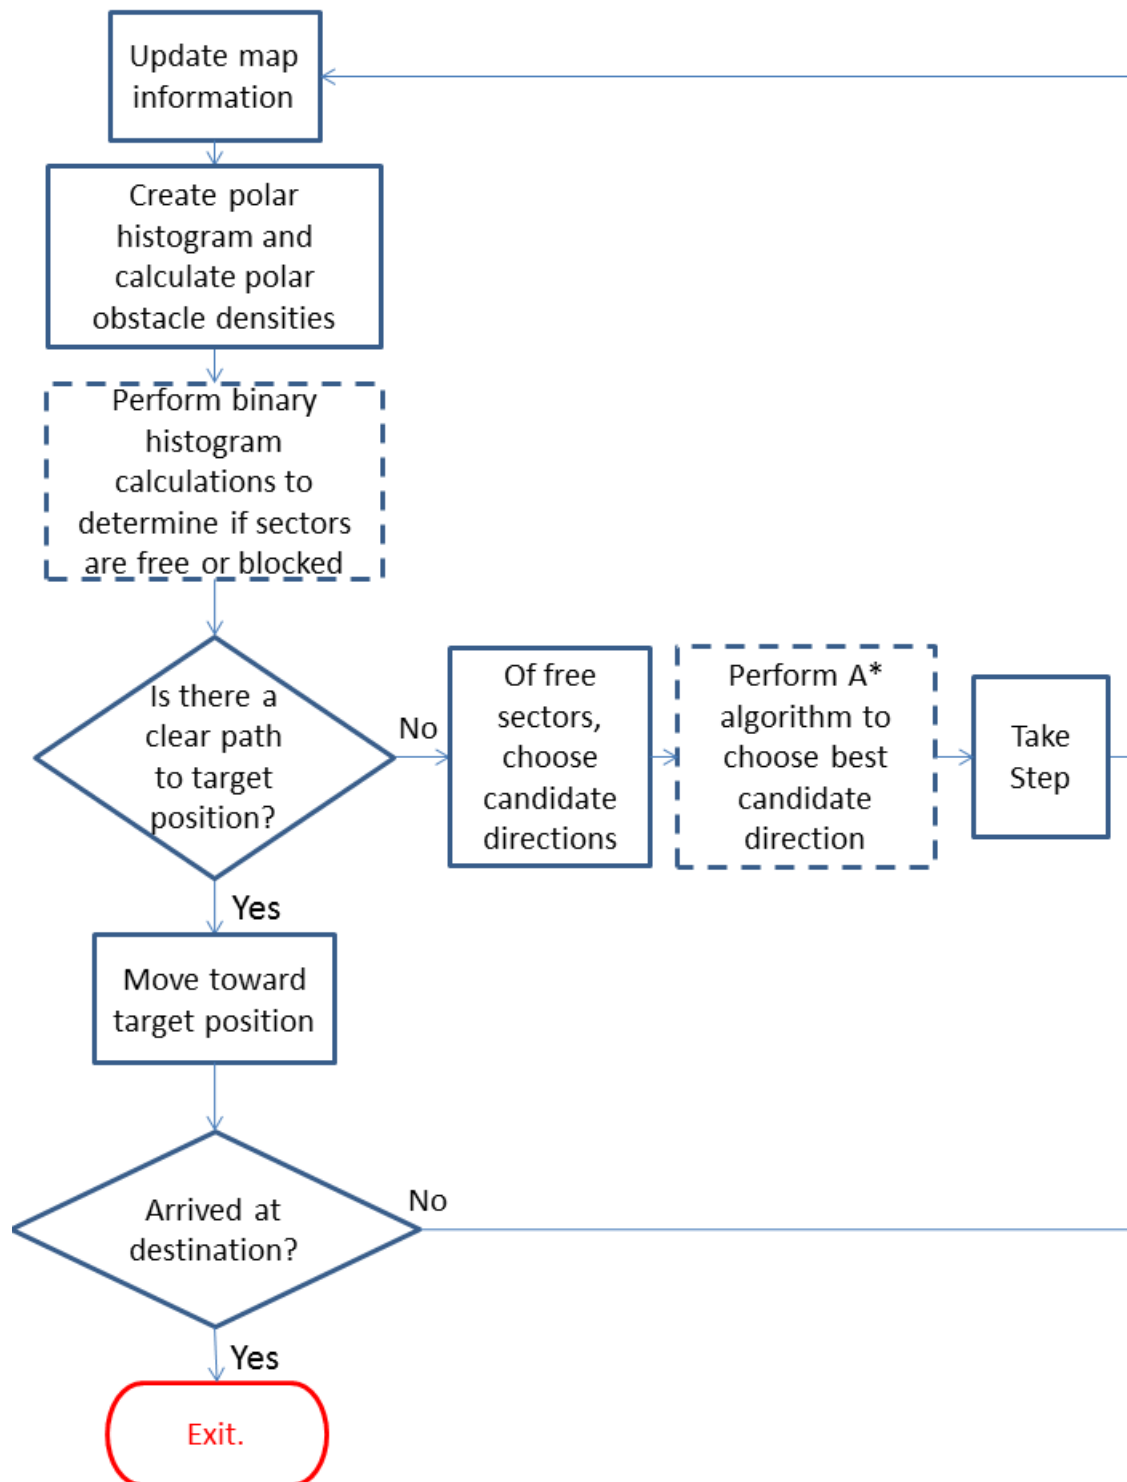 Update map
information
Create polar
histogram and
calculate polar
obstacle densities
Perform binary
histogram
calculations to
determine if sectors
are free or blocked
Is there a
clear path
to target
position?
No
Of free
sectors,
choose
candidate
directions
Perform A*
algorithm to
choose best
candidate
direction
Take
Step
Yes
Move toward
target position
Arrived at
destination?
No
Yes
Exit.